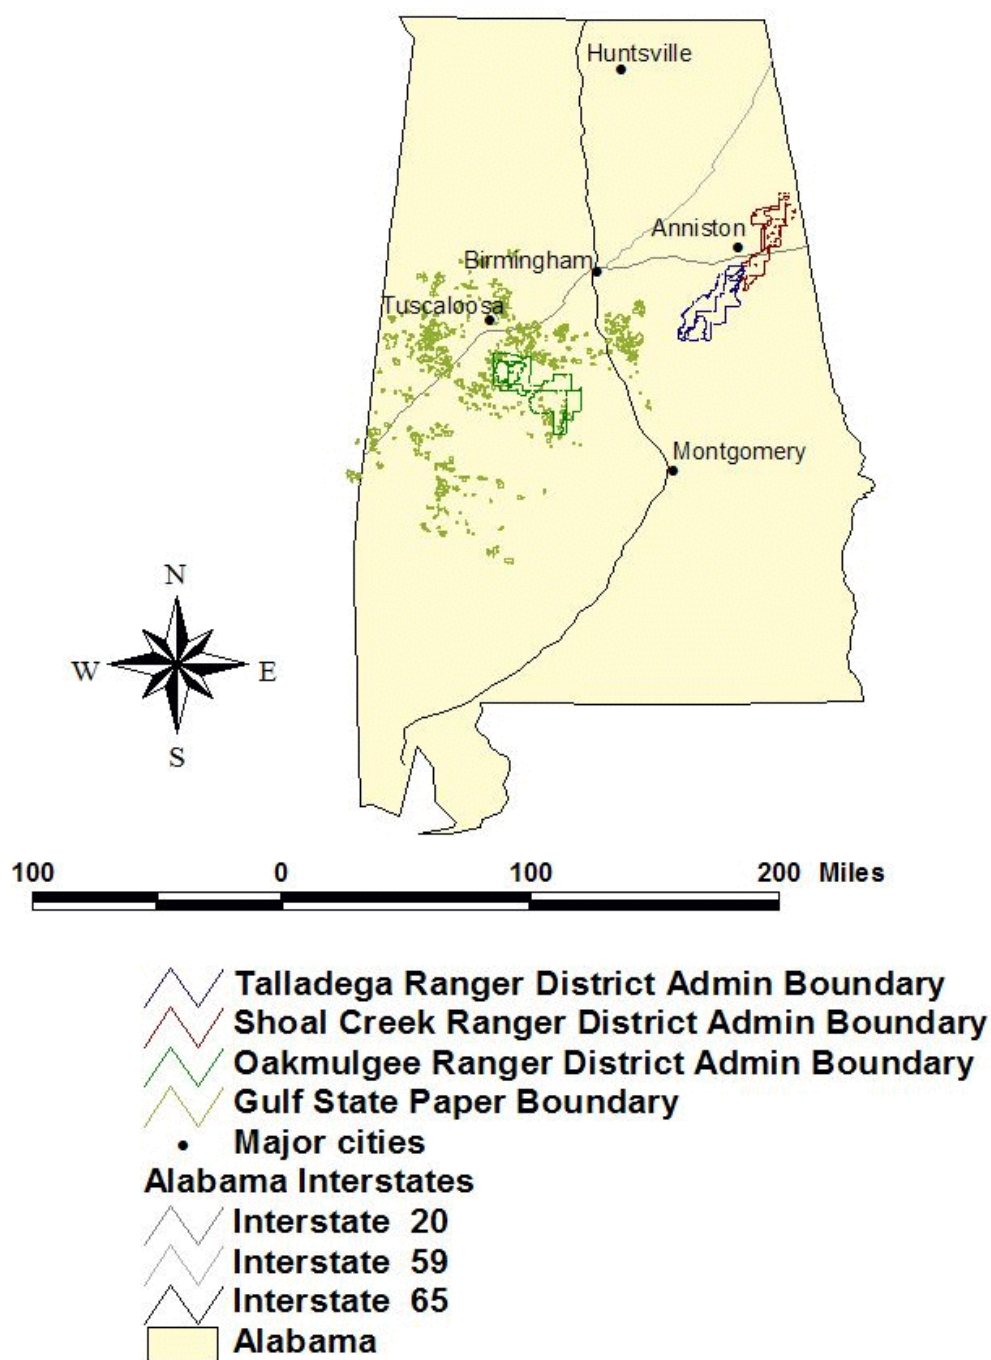 Huntsville
Anniston
Birmingham
Tuscaloosa
Montgomery
N
W E
S
100 0 100 200 Miles
Talladega Ranger District Admin Boundary
Shoal Creek Ranger District Admin Boundary
Oakmulgee Ranger District Admin Boundary
Gulf State Paper Boundary
Major cities
Alabama Interstates
Interstate 20
Interstate 59
Interstate 65
Alabama